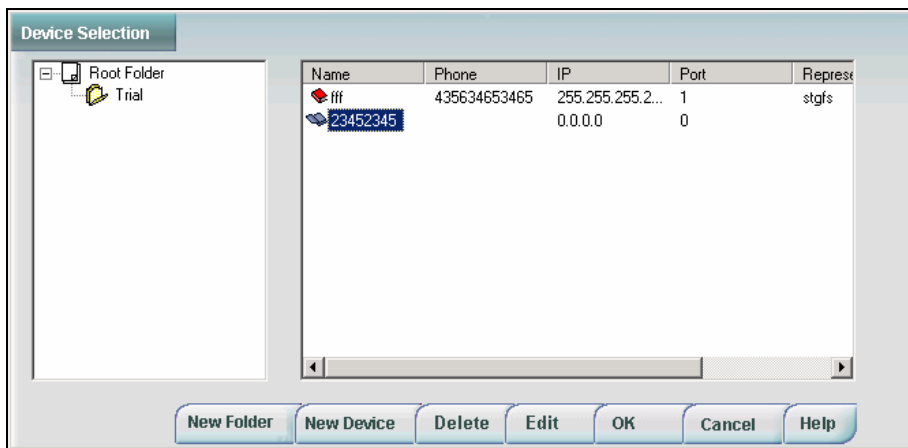 Device Selection
Root Folder
Trial
Name Phone IP Port Represe
fff 435634653465 255.255.255.2... 1 stgfs
23452345 0.0.0.0 0
New Folder New Device Delete Edit OK Cancel Help